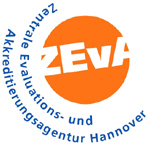 ZEvA
Zentrale Evaluations- und
Akkreditierungsagentur Hannover